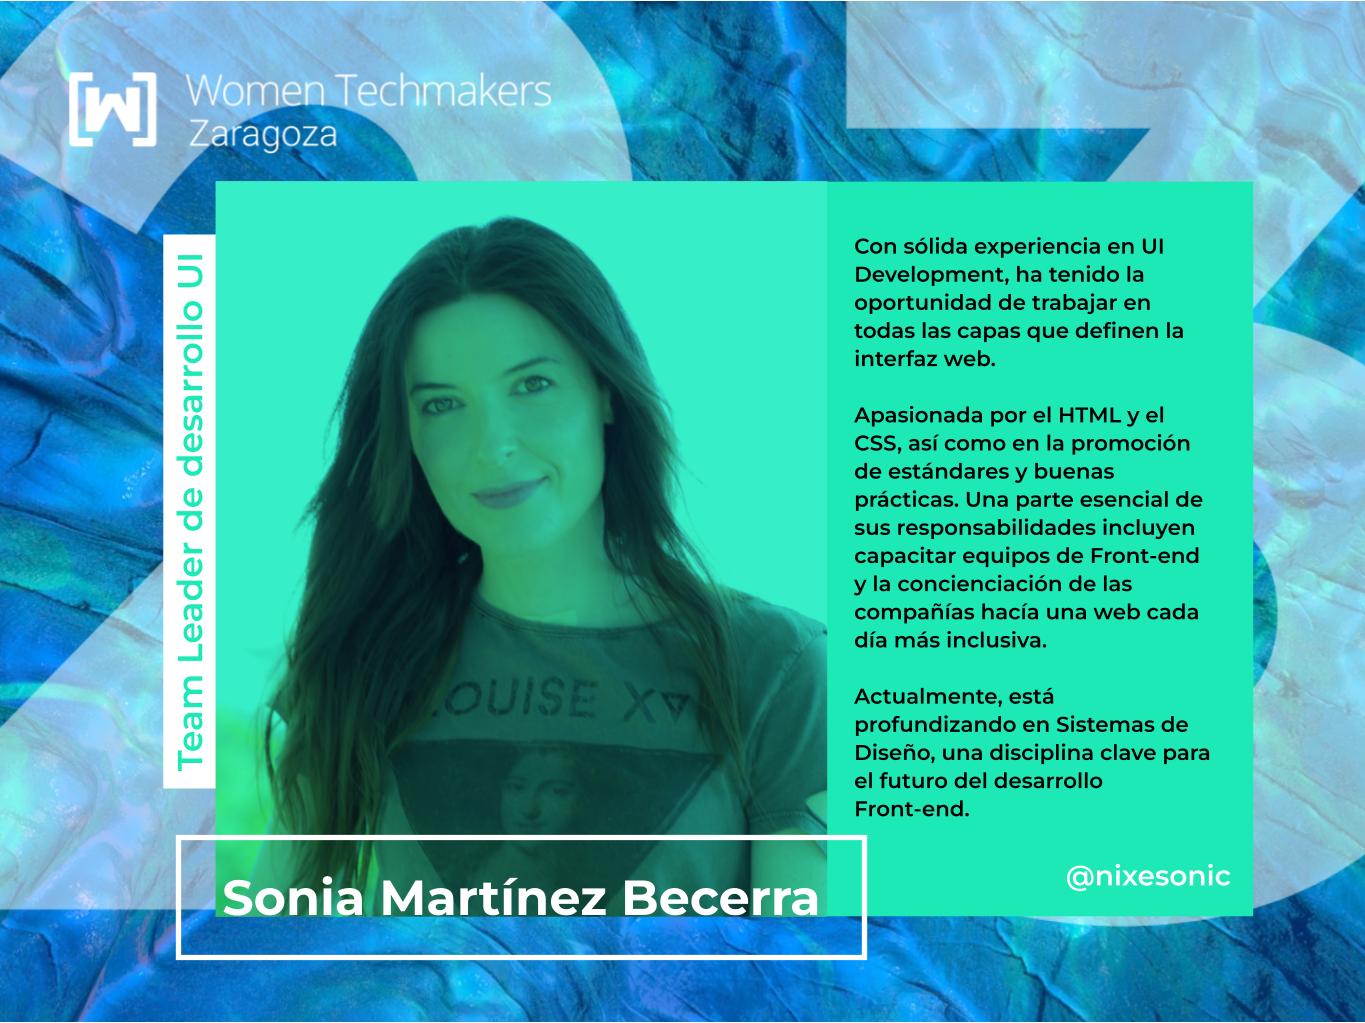 Women Techmakers
Zaragoza
Team Leader de desarrollo UI
Con sólida experiencia en UI
Development, ha tenido la
oportunidad de trabajar en
todas las capas que definen la
interfaz web.
Apasionada por el HTML y el
CSS, así como en la promoción
de estándares y buenas
prácticas. Una parte esencial de
sus responsabilidades incluyen
capacitar equipos de Front-end
y la concienciación de las
compañías hacía una web cada
día más inclusiva.
Actualmente, está
profundizando en Sistemas de
Diseño, una disciplina clave para
el futuro del desarrollo
Front-end.
@nixesonic
OUISE X
Sonia Martínez Becerra